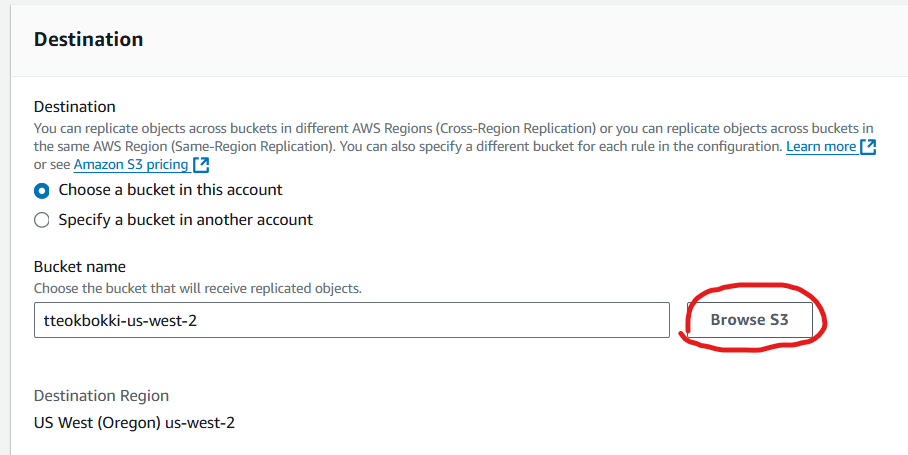 Destination
Destination
You can replicate objects across buckets in different AWS Regions (Cross-Region Replication) or you can replicate objects across buckets in
the same AWS Region (Same-Region Replication). You can also specify a different bucket for each rule in the configuration. Learn more
or see Amazon S3 pricing
Choose a bucket in this account
Specify a bucket in another account
Bucket name
Choose the bucket that will receive replicated objects.
tteokbokki-us-west-2
Browse S3
Destination Region
US West (Oregon) us-west-2